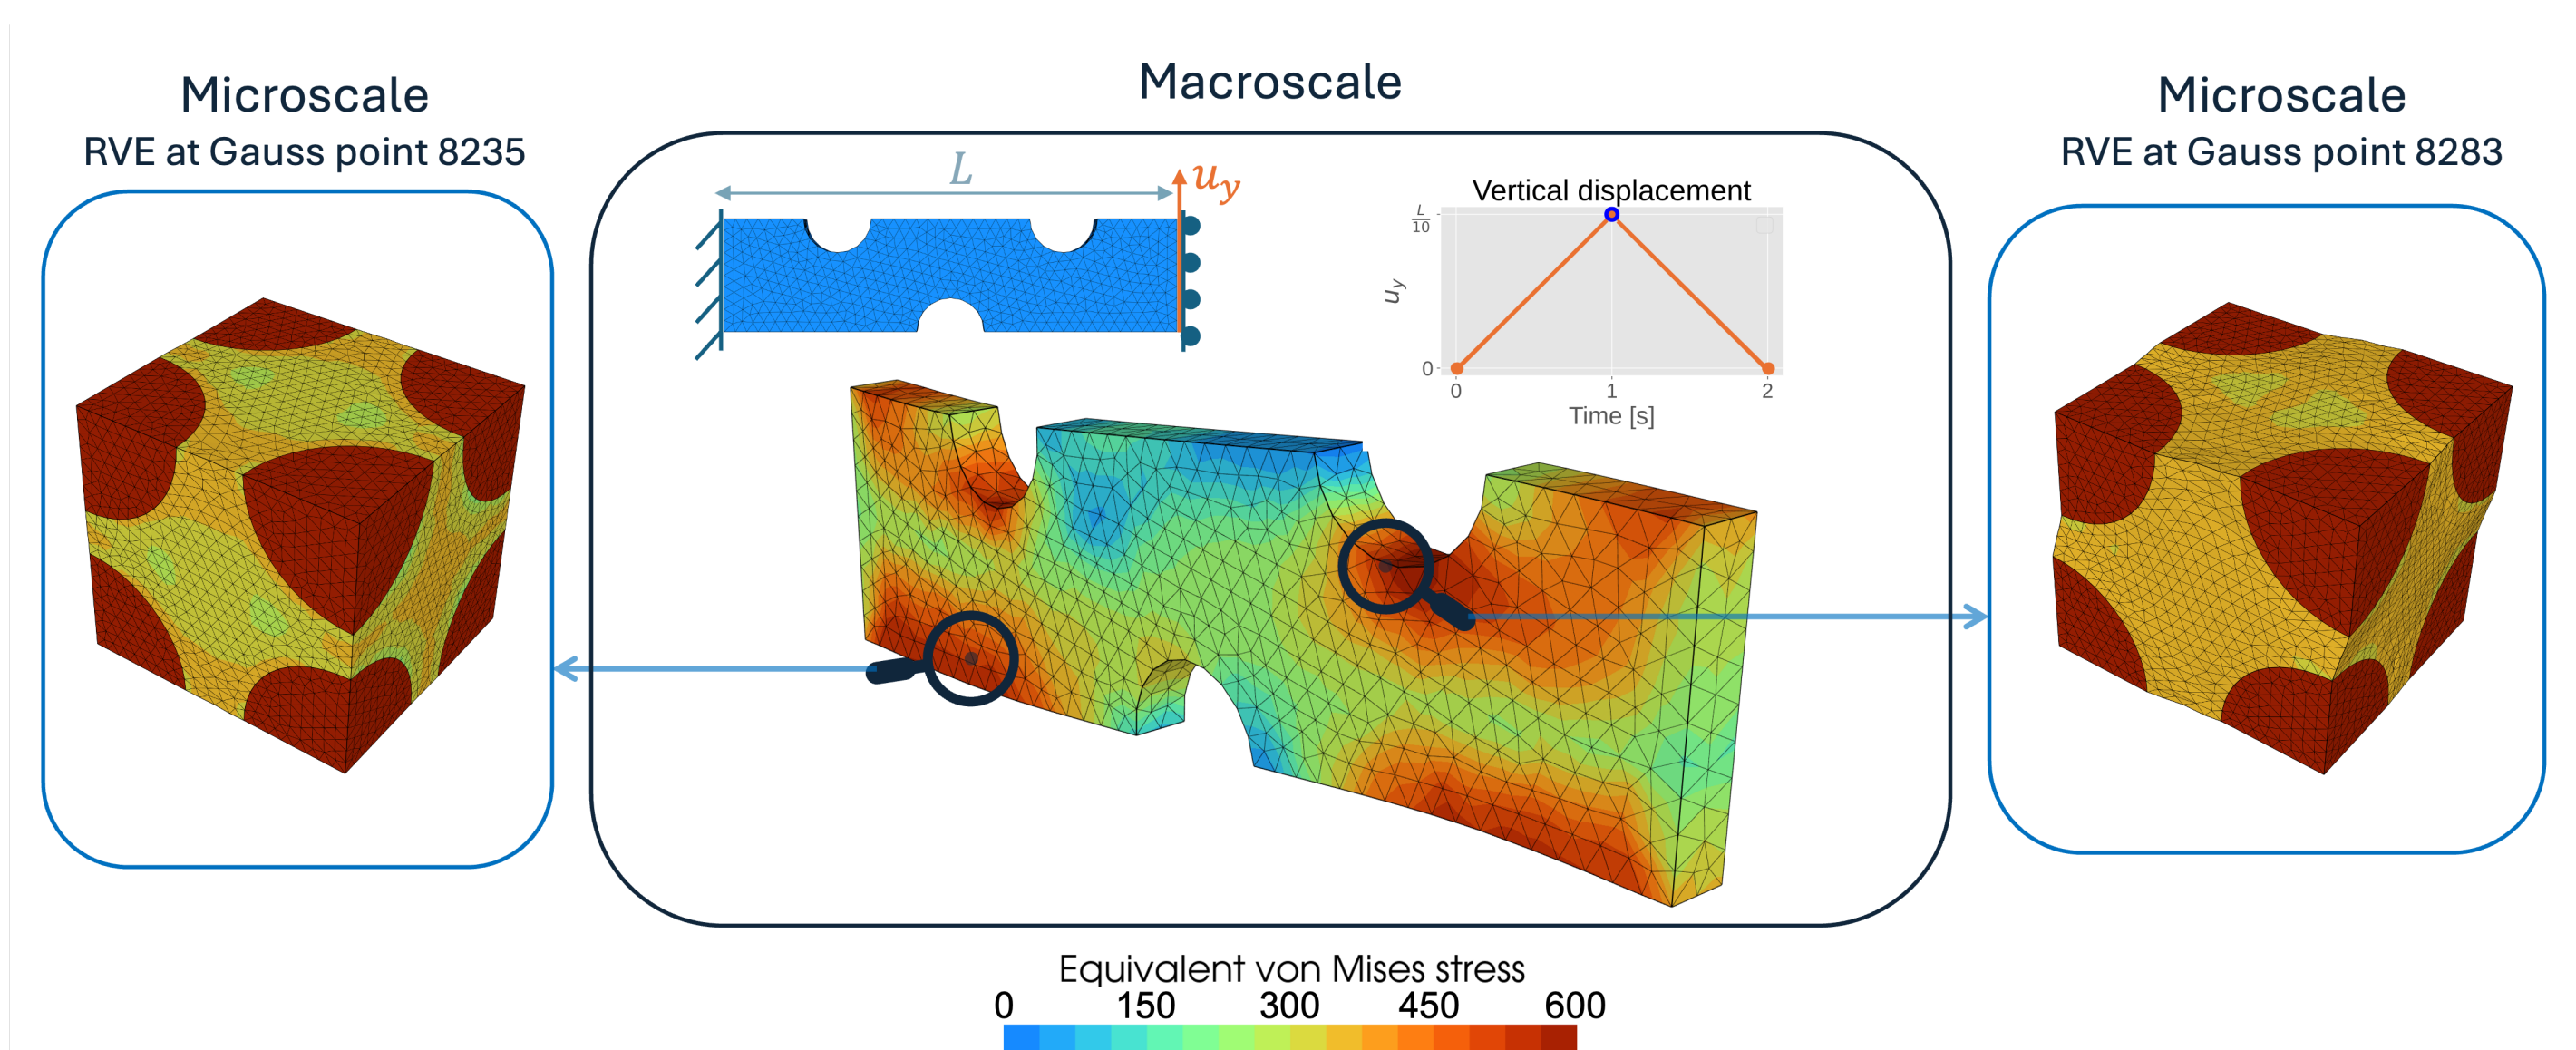 Microscale
RVE at Gauss point 8235
Macroscale
L
u_y
Vertical displacement
L/10
u_y
0
0 1 2
Time [s]
Microscale
RVE at Gauss point 8283
Equivalent von Mises stress
0 150 300 450 600